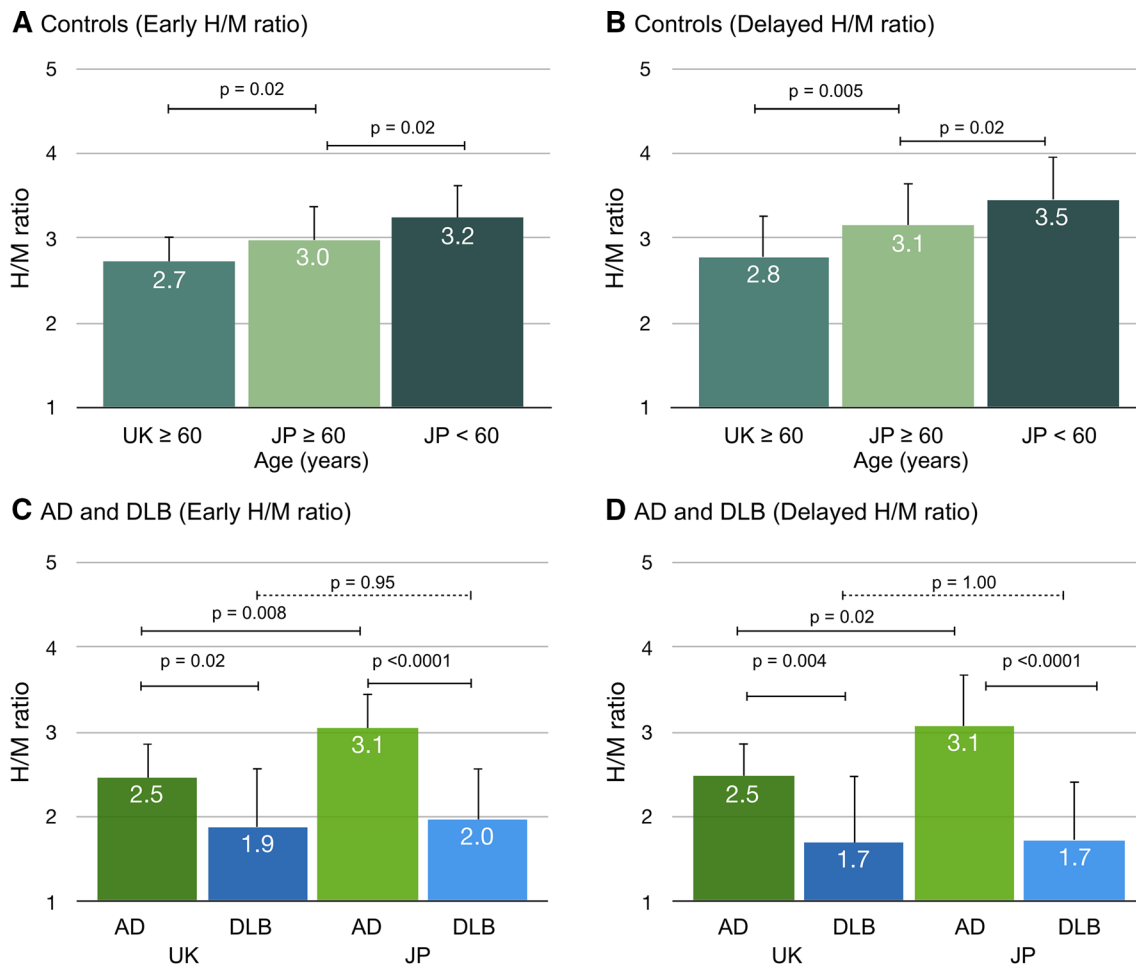 A Controls (Early H/M ratio)
5
4
3
2
1
H/M ratio
p = 0.02
p = 0.02
2.7
3.0
3.2
UK ≥ 60
JP ≥ 60
JP < 60
Age (years)
B Controls (Delayed H/M ratio)
5
4
3
2
1
H/M ratio
p = 0.005
p = 0.02
2.8
3.1
3.5
UK ≥ 60
JP ≥ 60
JP < 60
Age (years)
C AD and DLB (Early H/M ratio)
5
4
3
2
1
H/M ratio
p = 0.95
p = 0.008
p = 0.02
p <0.0001
2.5
1.9
3.1
2.0
AD
DLB
AD
DLB
UK
JP
D AD and DLB (Delayed H/M ratio)
5
4
3
2
1
H/M ratio
p = 1.00
p = 0.02
p = 0.004
p <0.0001
2.5
1.7
3.1
1.7
AD
DLB
AD
DLB
UK
JP